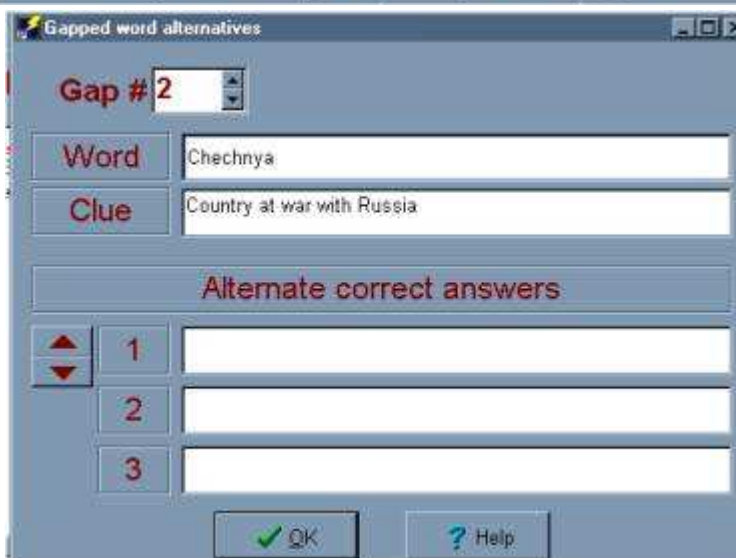 Gapped word alternatives
Gap # 2
Word Chechnya
Clue Country at war with Russia
Alternate correct answers
1
2
3
OK ? Help